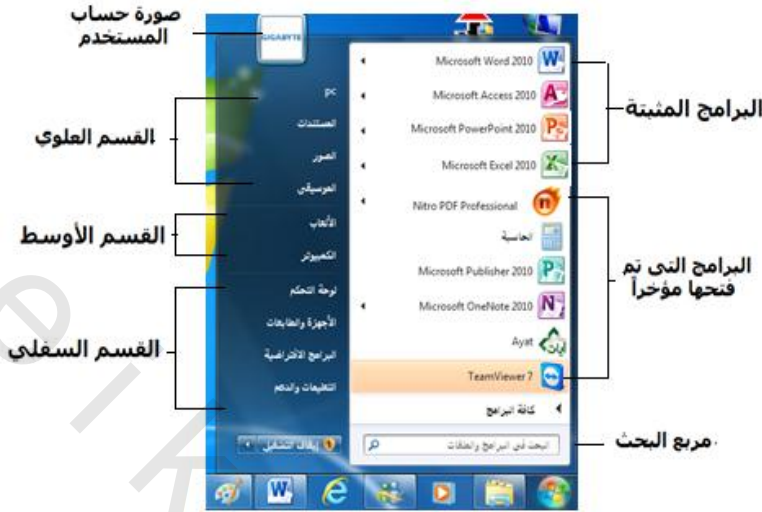 صورة حساب
المستخدم
GIGABYTE
البرامج المثبتة
Microsoft Word 2010
Microsoft Access 2010
Microsoft PowerPoint 2010
Microsoft Excel 2010
البرامج التى تم
فتحها مؤخراً
Nitro PDF Professional
الحاسبة
Microsoft Publisher 2010
Microsoft OneNote 2010
Ayat
TeamViewer 7
كافة البرامج
مربع البحث
البحث في البرامج والملفات
القسم العلوي
pc
المستندات
الصور
الموسيقى
القسم الأوسط
الألعاب
الكمبيوتر
القسم السفلي
لوحة التحكم
الأجهزة والطابعات
البرامج الافتراضية
التعليمات والدعم
إيقاف التشغيل